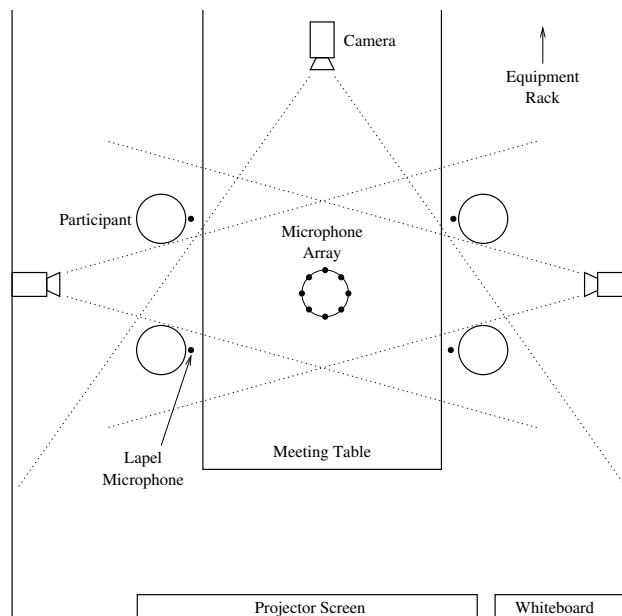 Camera
Equipment
Rack
Participant
Microphone
Array
Lapel
Microphone
Meeting Table
Projector Screen
Whiteboard